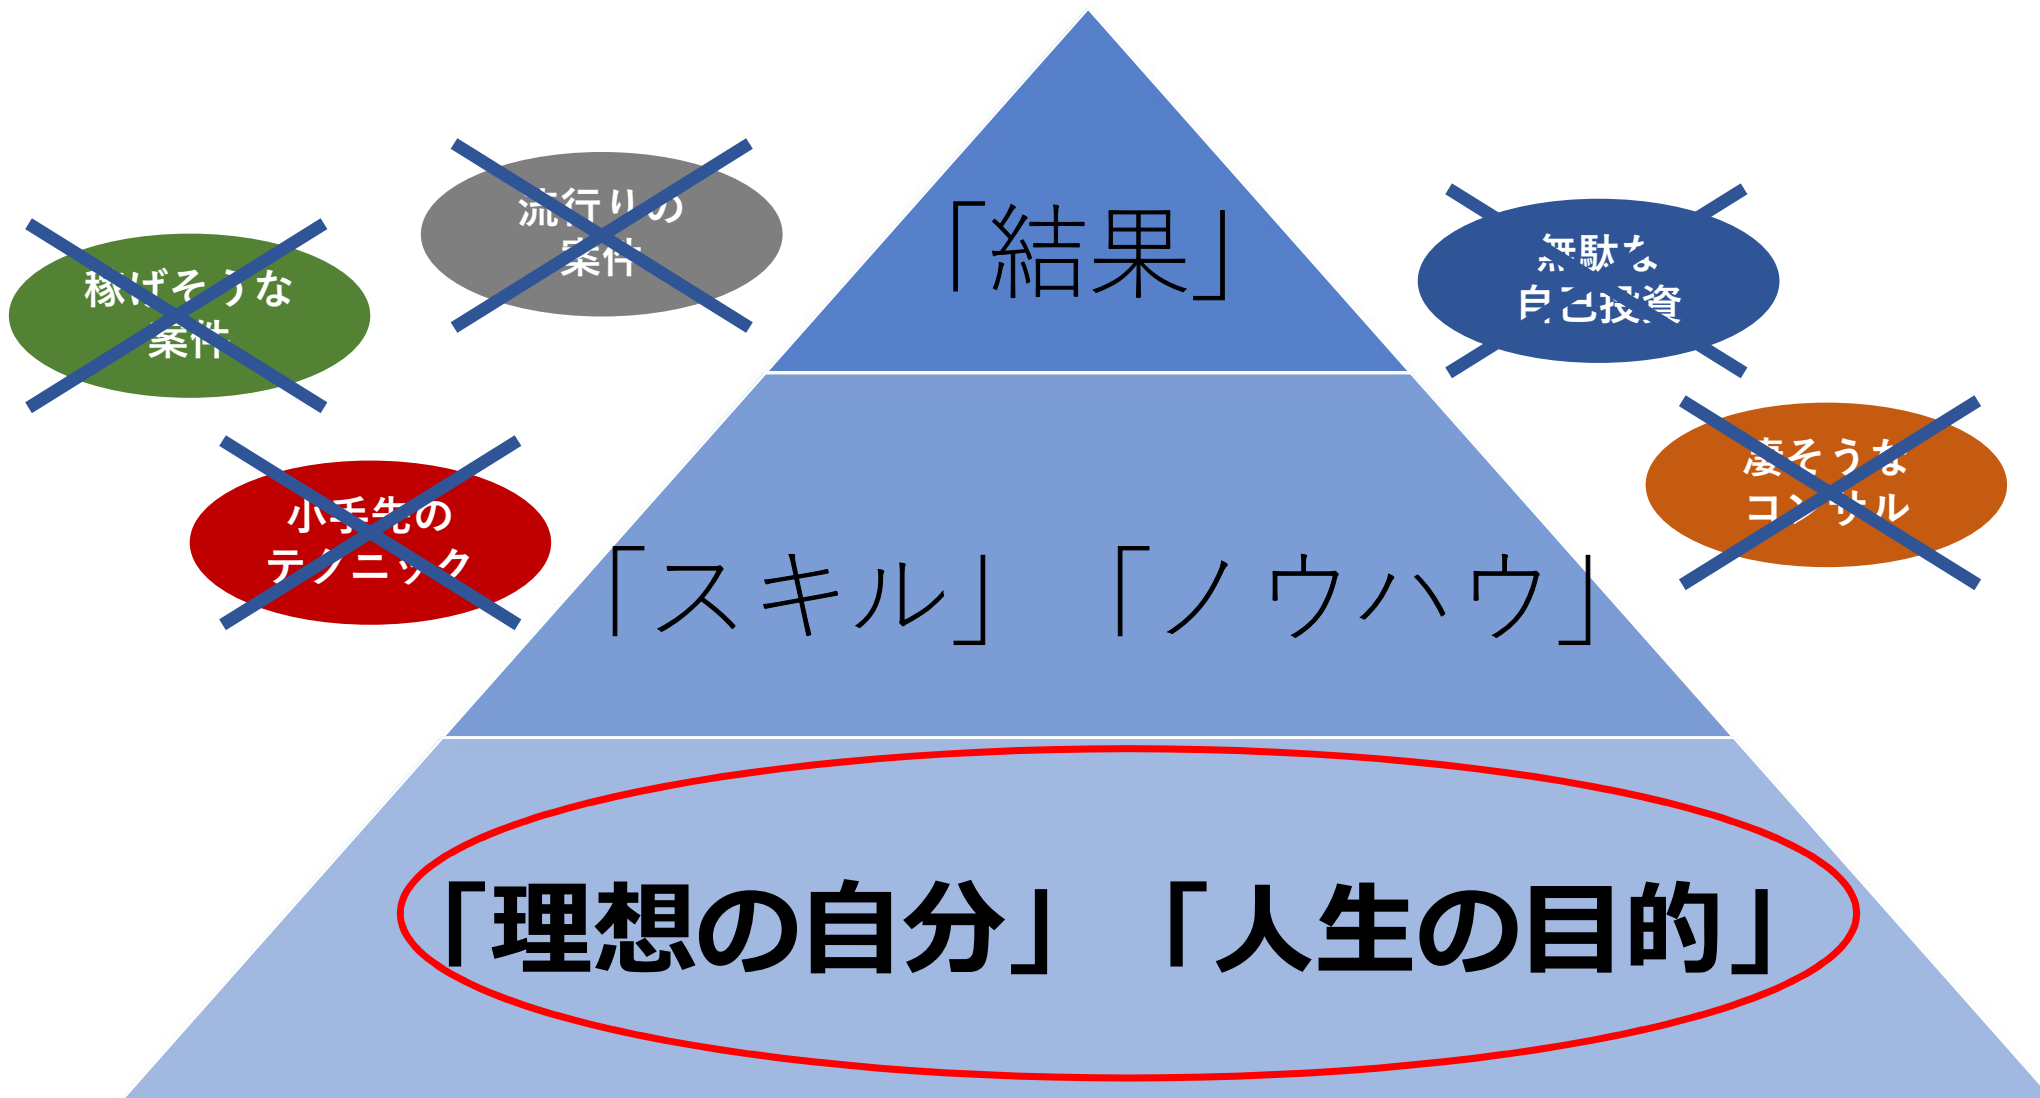 「結果」
流行りの
案件
稼げそうな
案件
無駄な
自己投資
凄そうな
コンサル
小手先の
テクニック
「スキル」「ノウハウ」
「理想の自分」「人生の目的」